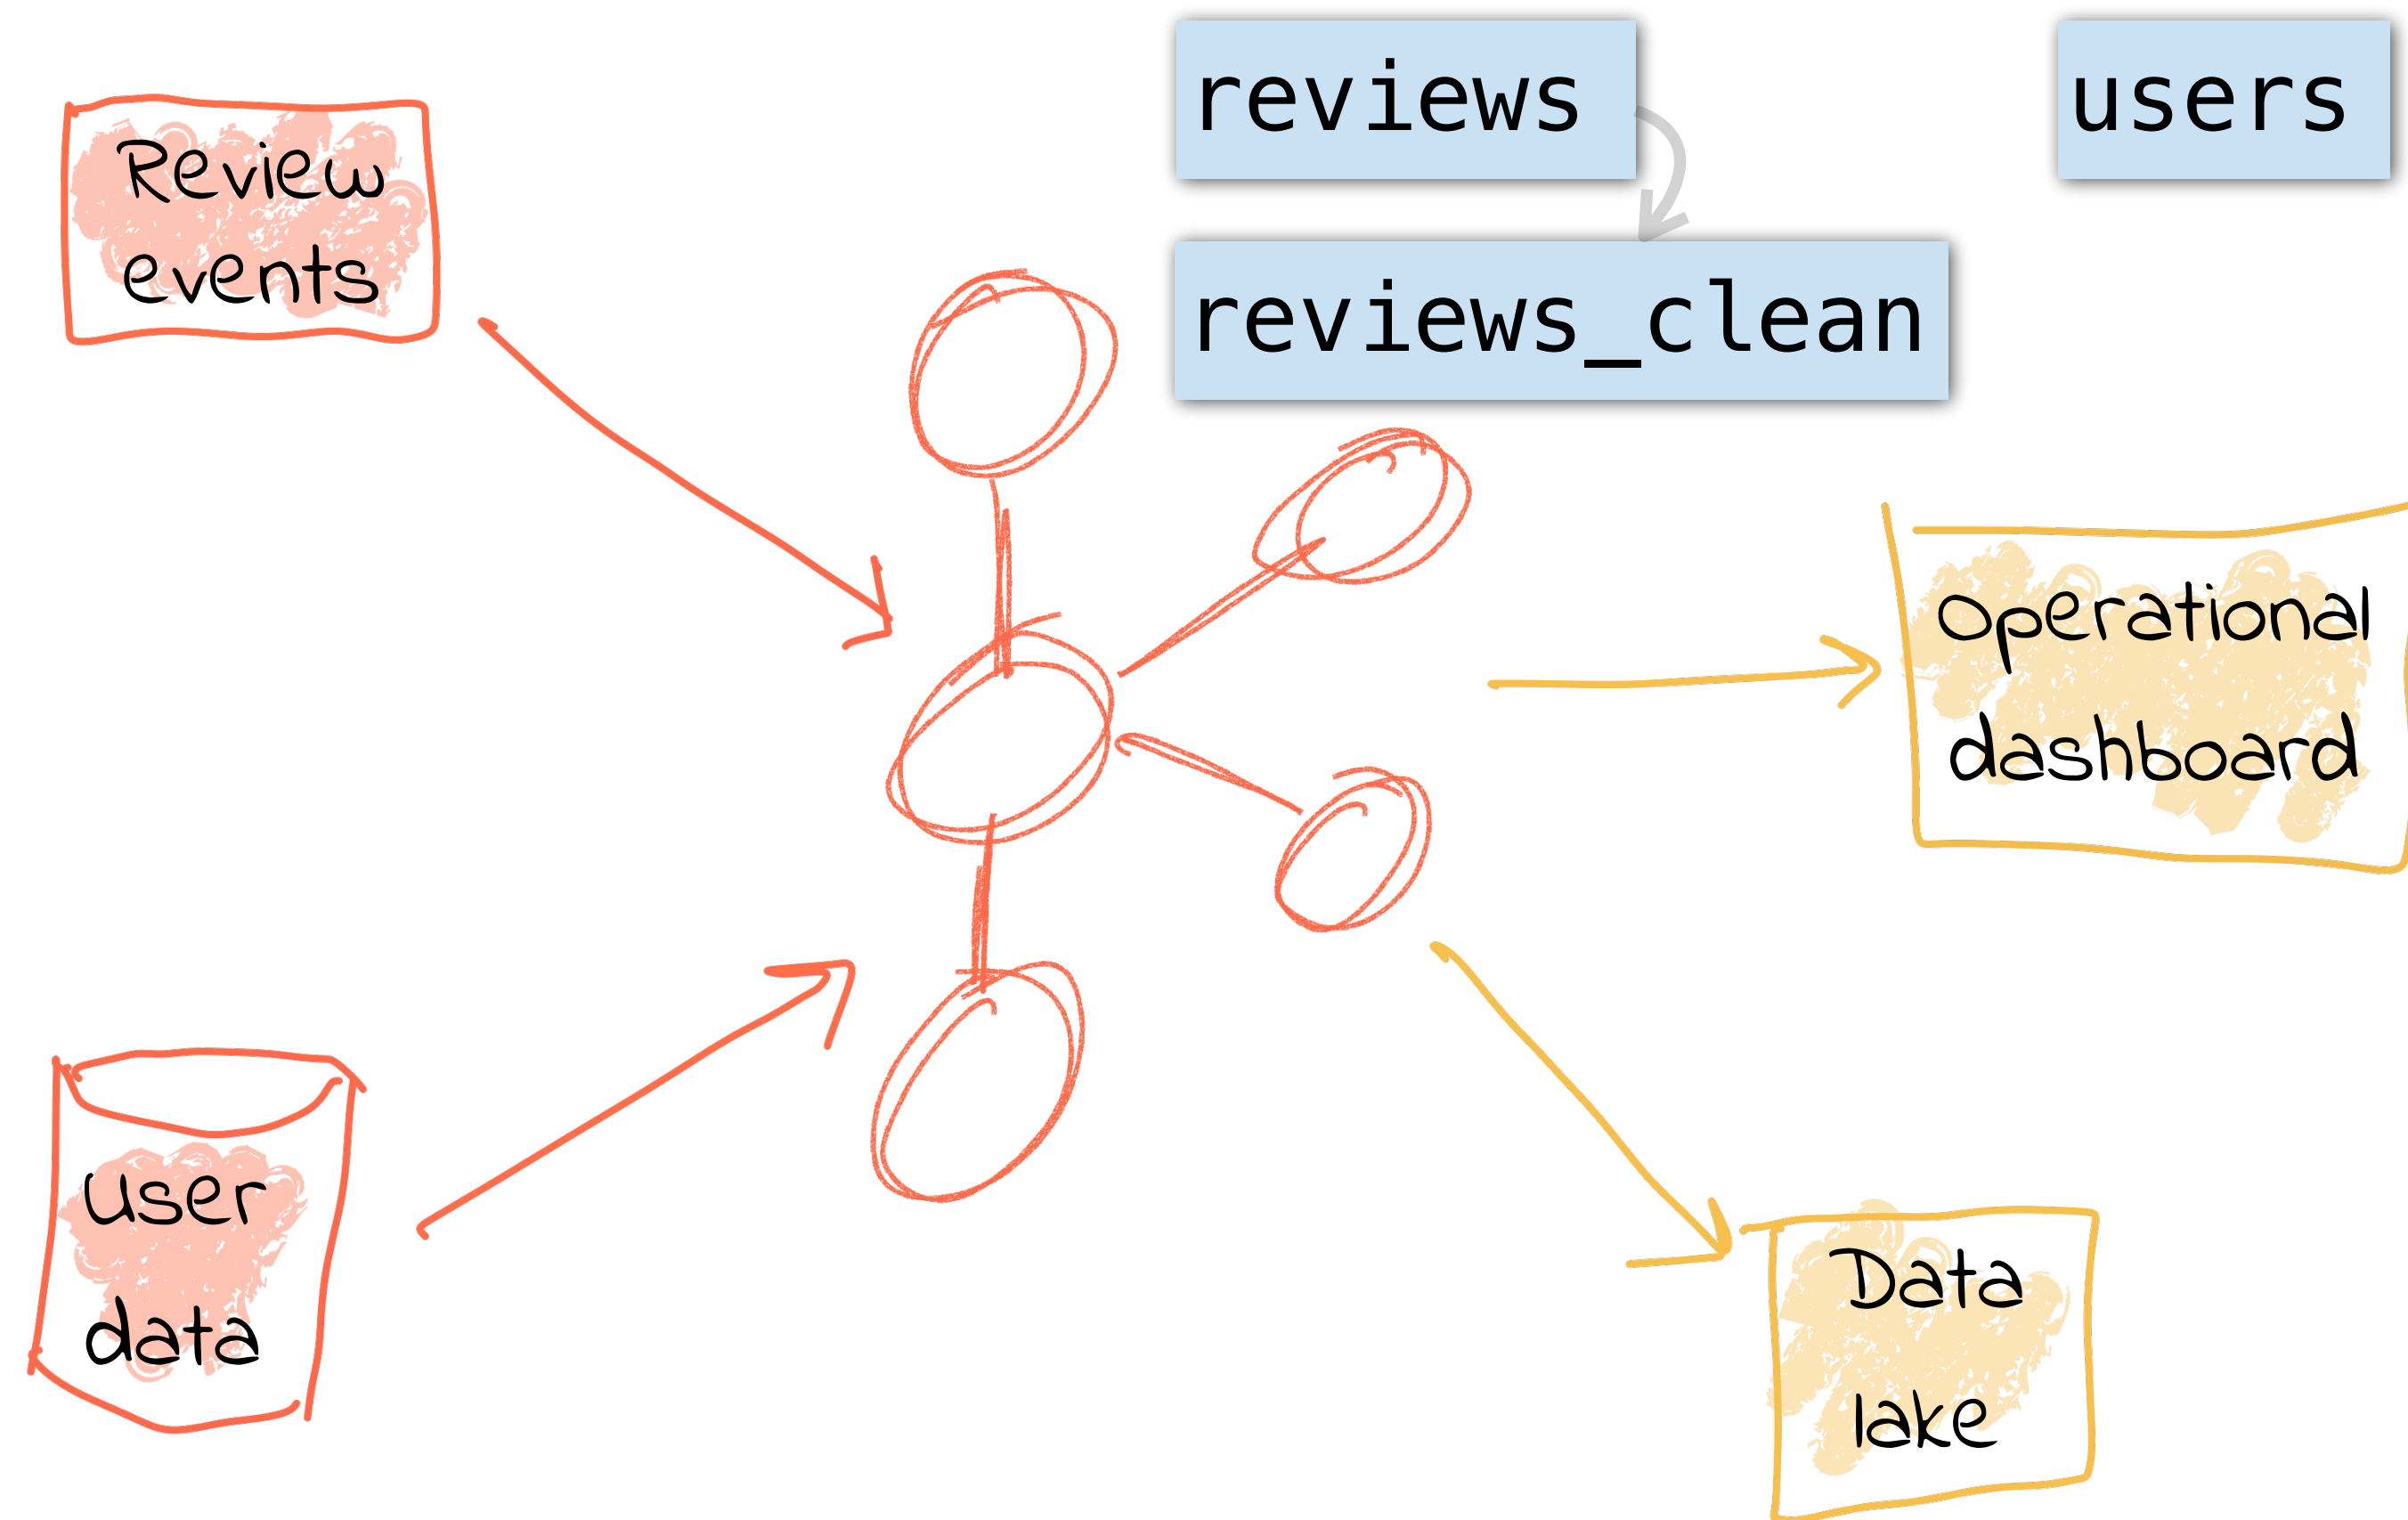 reviews
users
Review
events
reviews_clean
Operational
dashboard
User
data
Data
lake